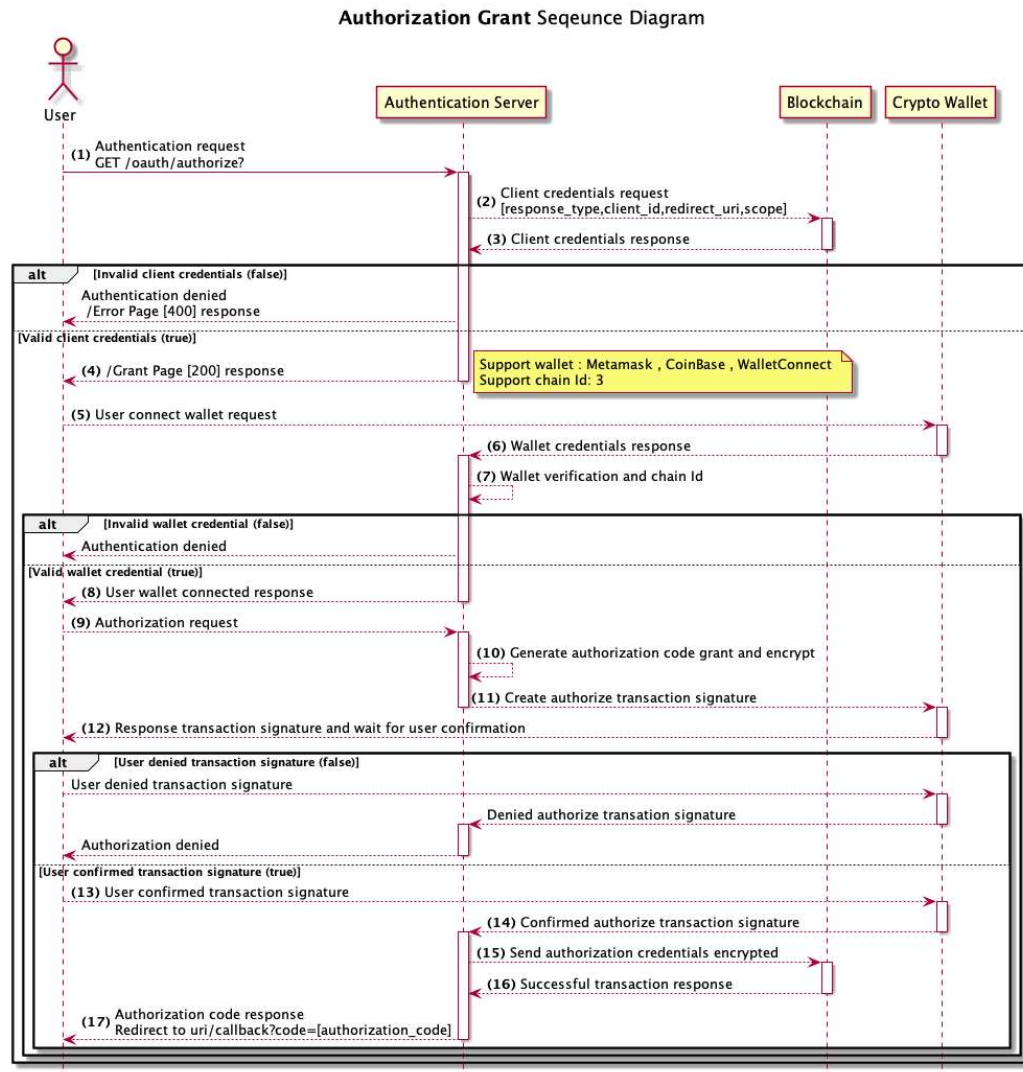 Authorization Grant Seqeunce Diagram
User
Authentication Server
Blockchain
Crypto Wallet
(1) Authentication request
GET /oauth/authorize?
(2) Client credentials request
[response_type,client_id,redirect_uri,scope]
(3) Client credentials response
alt [Invalid client credentials (false)]
Authentication denied
/Error Page [400] response
[Valid client credentials (true)]
(4) /Grant Page [200] response
Support wallet : Metamask , CoinBase , WalletConnect
Support chain Id: 3
(5) User connect wallet request
(6) Wallet credentials response
(7) Wallet verification and chain Id
alt [Invalid wallet credential (false)]
Authentication denied
[Valid wallet credential (true)]
(8) User wallet connected response
(9) Authorization request
(10) Generate authorization code grant and encrypt
(11) Create authorize transaction signature
(12) Response transaction signature and wait for user confirmation
alt [User denied transaction signature (false)]
User denied transaction signature
Denied authorize transation signature
Authorization denied
[User confirmed transaction signature (true)]
(13) User confirmed transaction signature
(14) Confirmed authorize transaction signature
(15) Send authorization credentials encrypted
(16) Successful transaction response
(17) Authorization code response
Redirect to uri/callback?code=[authorization_code]